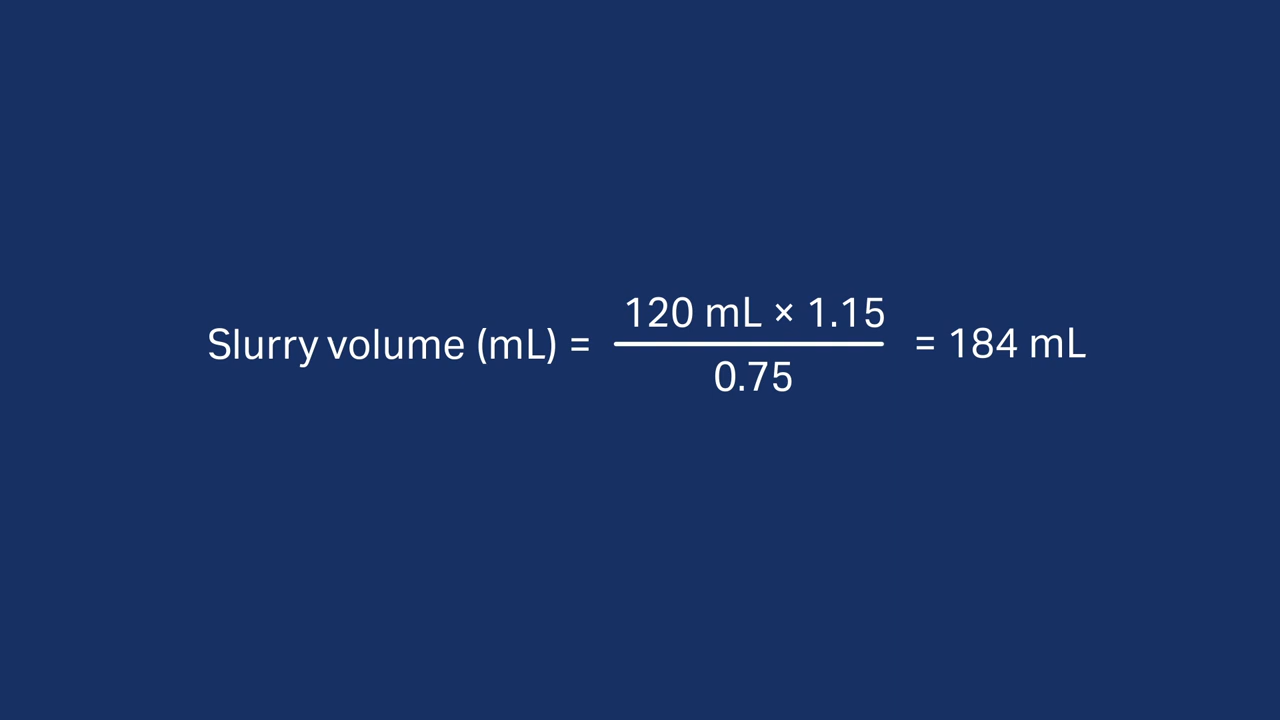 Slurry volume (mL) = 120 mL × 1.15 / 0.75 = 184 mL